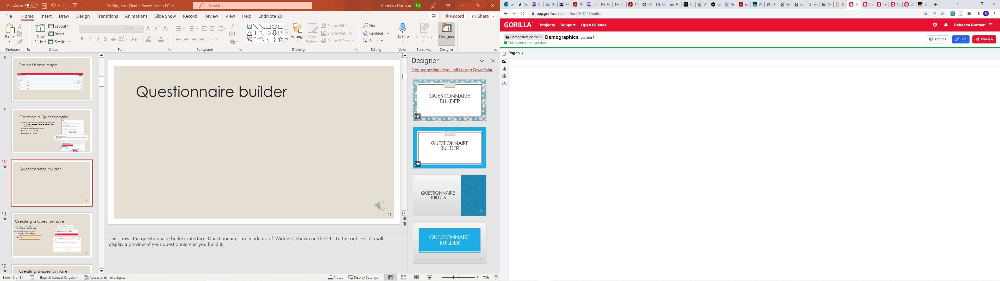 AutoSave Off
Gorilla_Intro_Final • Saved to this PC
Search
Rebecca Norman RN
File Home Insert Draw Design Transitions Animations Slide Show Record Review View Help EndNote 20
Record Share
Paste
New Slide
Layout
Reset
Section
18
B I U S ab AV Aa A
Arrange
Quick Styles
Shape Fill
Shape Outline
Shape Effects
Find
Replace
Select
Dictate
Sensitivity
Designer
Clipboard Slides Font Paragraph Drawing Editing Voice Sensitivity Designer
8
Project home page
9
Creating a Questionnaire
10
Questionnaire builder
11
Creating a Questionnaire
12
Creating a questionnaire
Questionnaire builder
10
This shows the questionnaire builder interface. Questionnaires are made up of ‘Widgets’, shown on the left. To the right Gorilla will
display a preview of your questionnaire as you build it.
Designer
Stop suggesting ideas until I restart PowerPoint.
QUESTIONNAIRE
BUILDER
QUESTIONNAIRE
BUILDER
QUESTIONNAIRE
BUILDER
QUESTIONNAIRE
BUILDER
Slide 10 of 84 English (United Kingdom) Accessibility: Investigate
Notes Display Settings 70%
app.gorilla.sc/admin/task/646145/editor
GORILLA™ Projects Support Open Science
Rebecca Norman
Demonstration 2023 Demographics version 1
This is the latest version
Actions Edit Preview
Pages